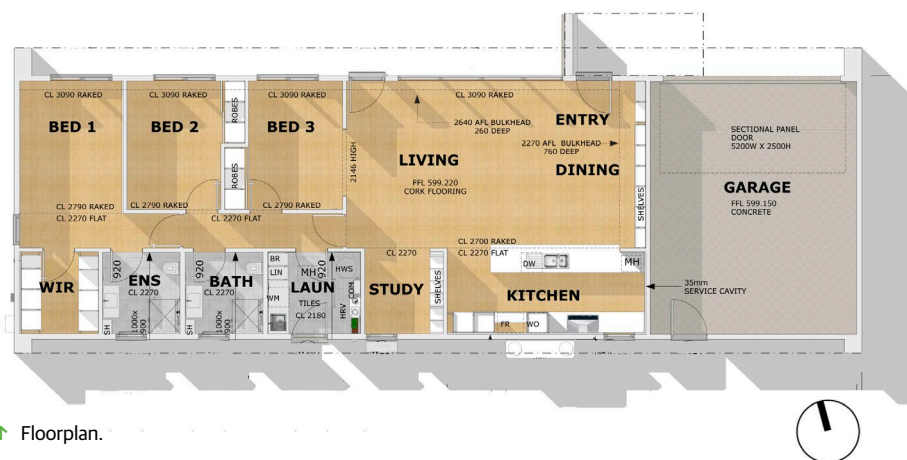 CL 3090 RAKED
CL 3090 RAKED
CL 3090 RAKED
CL 3090 RAKED
BED 1
BED 2
ROBES
BED 3
2640 AFL BULKHEAD
260 DEEP
ENTRY
2270 AFL BULKHEAD
760 DEEP
SECTIONAL PANEL
DOOR
5200W X 2500H
2146 HIGH
LIVING
DINING
ROBES
FFL 599.220
CORK FLOORING
GARAGE
FFL 599.150
CONCRETE
SHELVES
CL 2790 RAKED
CL 2790 RAKED
CL 2790 RAKED
CL 2270 FLAT
CL 2270 FLAT
CL 2700 RAKED
CL 2270 FLAT
CL 2270
920
ENS
CL 2270
920
BATH
CL 2270
BR
LIN
MH
920
HWS
DW
MH
WIR
WM
LAUN
TILES
CL 2180
COM
HRV
STUDY
SHELVES
KITCHEN
35mm
SERVICE CAVITY
SH
1000x
900
SH
1000x
900
FR
WO
↑ Floorplan.